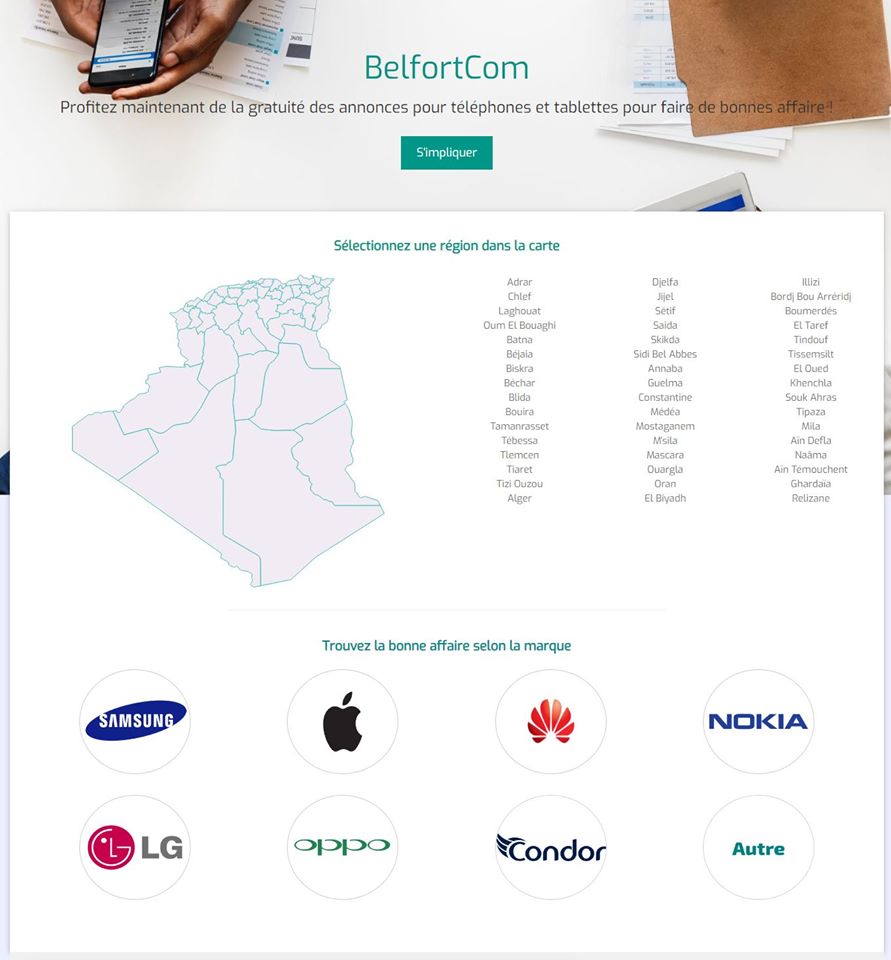 BelfortCom
Profitez maintenant de la gratuité des annonces pour téléphones et tablettes pour faire de bonnes affaire !
S'impliquer
Sélectionnez une région dans la carte
Adrar
Chlef
Laghouat
Oum El Bouaghi
Batna
Béjaia
Biskra
Béchar
Blida
Bouira
Tamanrasset
Tébessa
Tlemcen
Tiaret
Tizi Ouzou
Alger
Djelfa
Jijel
Sétif
Saida
Skikda
Sidi Bel Abbes
Annaba
Guelma
Constantine
Médéa
Mostaganem
M'sila
Mascara
Ouargla
Oran
El Biyadh
Illizi
Bordj Bou Arréridj
Boumerdés
El Taref
Tindouf
Tissemsilt
El Oued
Khenchla
Souk Ahras
Tipaza
Mila
Aïn Defla
Naâma
Aïn Témouchent
Ghardaïa
Relizane
Trouvez la bonne affaire selon la marque
SAMSUNG
NOKIA
LG
oppo
Condor
Autre